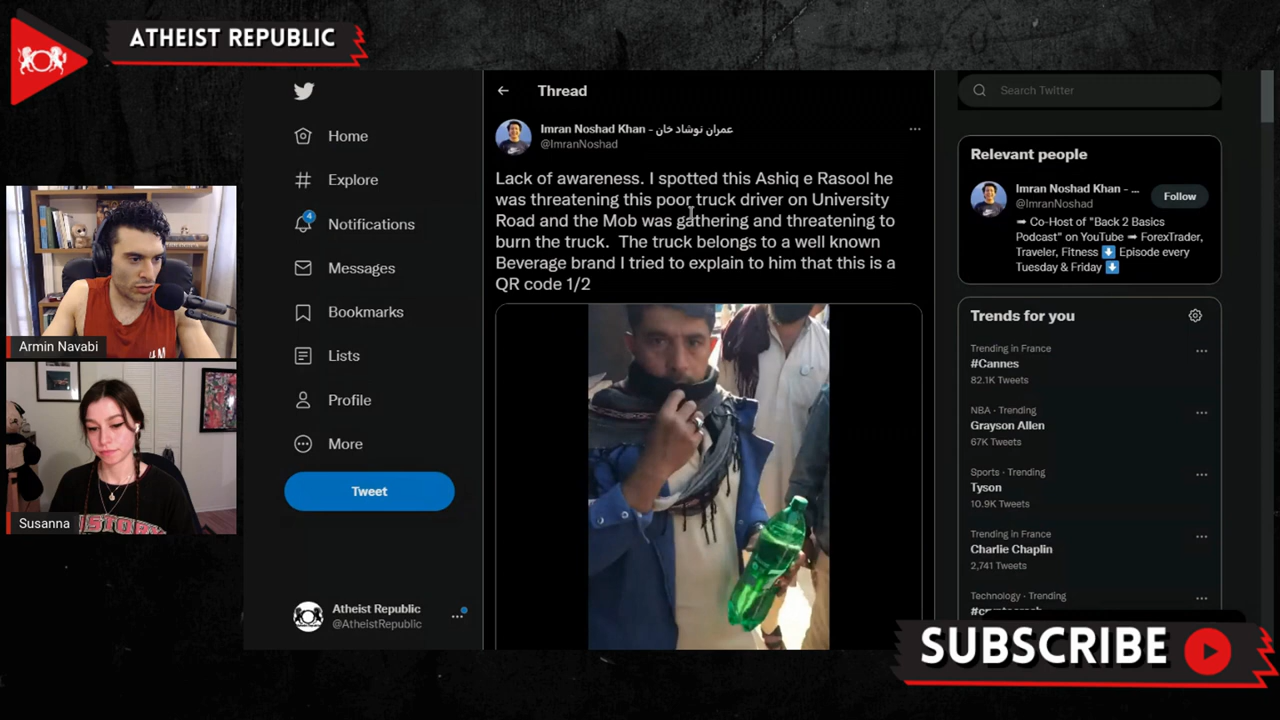 ATHEIST REPUBLIC
Home
Explore
4
Notifications
Messages
Bookmarks
Lists
Profile
More
Tweet
Atheist Republic
@AtheistRepublic
Armin Navabi
Susanna
STORY
Thread
Imran Noshad Khan - عمران نوشاد خان
@ImranNoshad
Lack of awareness. I spotted this Ashiq e Rasool he
was threatening this poor truck driver on University
Road and the Mob was gathering and threatening to
burn the truck. The truck belongs to a well known
Beverage brand I tried to explain to him that this is a
QR code 1/2
Search Twitter
Relevant people
Imran Noshad Khan - ...
@ImranNoshad
Follow
➡ Co-Host of "Back 2 Basics
Podcast" on YouTube ➡ ForexTrader,
Traveler, Fitness ⬇ Episode every
Tuesday & Friday ⬇
Trends for you
Trending in France
#Cannes
82.1K Tweets
NBA · Trending
Grayson Allen
67K Tweets
Sports · Trending
Tyson
10.9K Tweets
Trending in France
Charlie Chaplin
2,741 Tweets
Technology · Trending
#cryptocrash
SUBSCRIBE